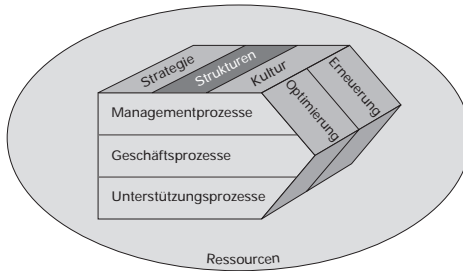 Strategie
Strukturen
Kultur
Optimierung
Erneuerung
Managementprozesse
Geschäftsprozesse
Unterstützungsprozesse
Ressourcen